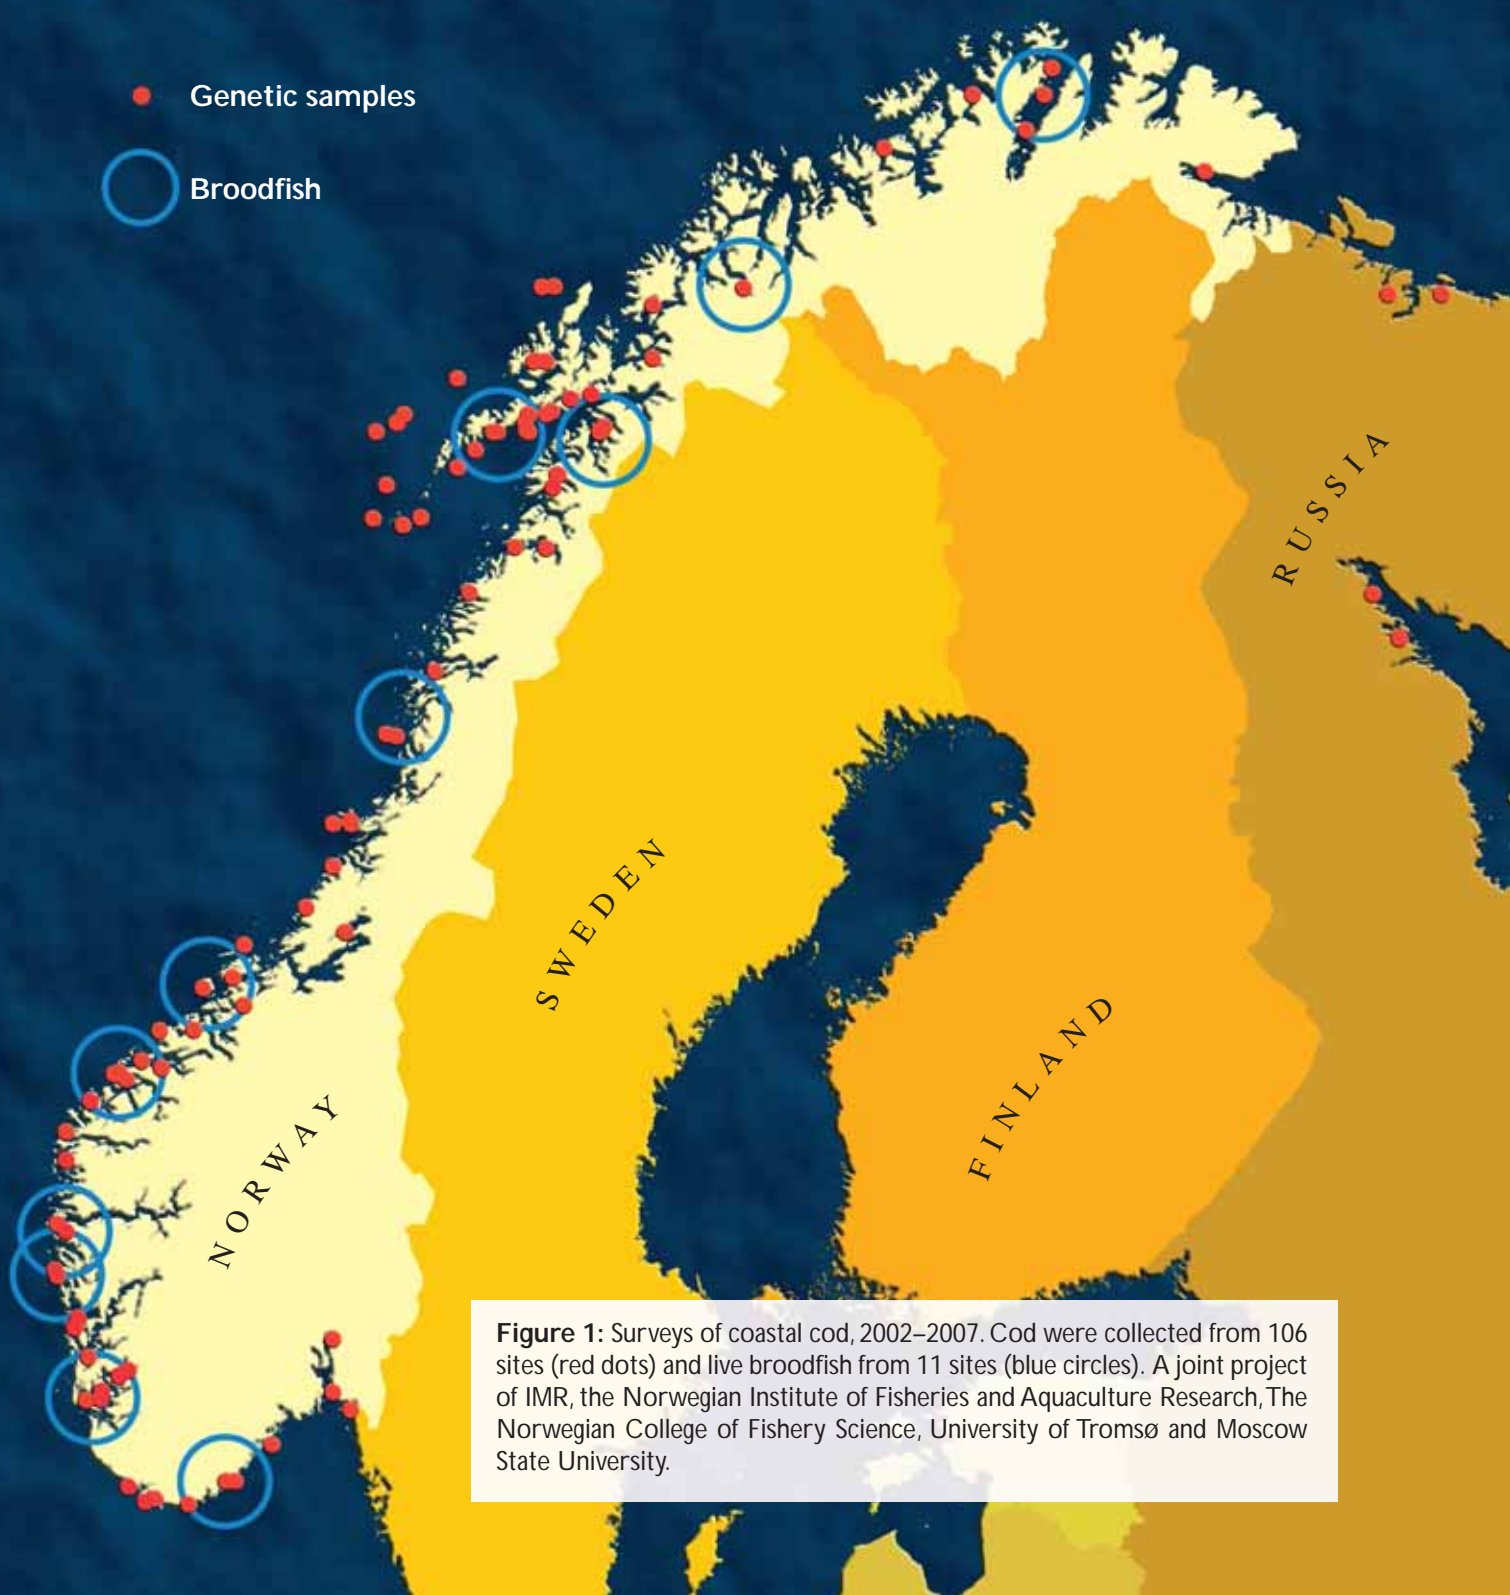 Genetic samples
Broodfish
RUSSIA
SWEDEN
FINLAND
NORWAY
Figure 1: Surveys of coastal cod, 2002–2007. Cod were collected from 106
sites (red dots) and live broodfish from 11 sites (blue circles). A joint project
of IMR, the Norwegian Institute of Fisheries and Aquaculture Research, The
Norwegian College of Fishery Science, University of Tromsø and Moscow
State University.